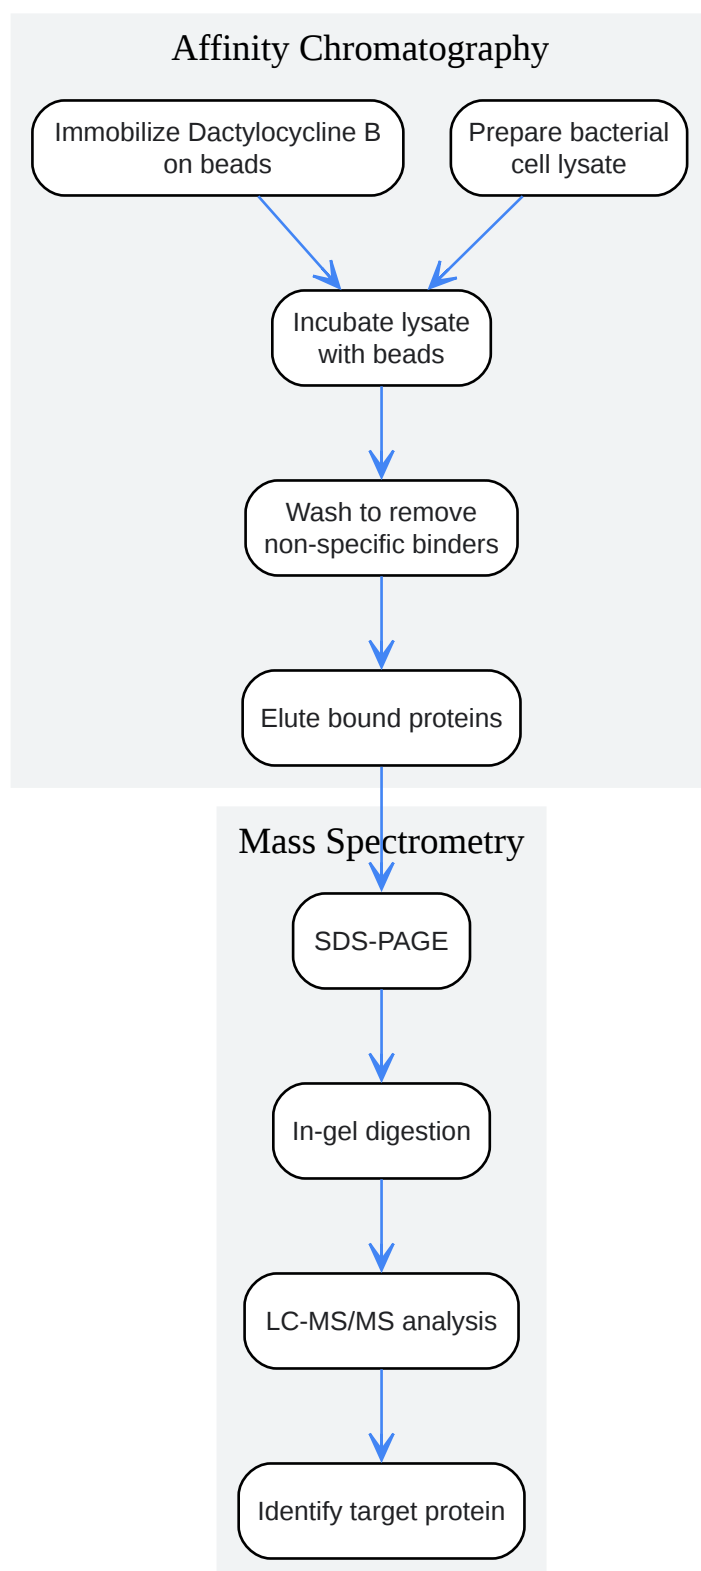 Affinity Chromatography
Immobilize Dactylocycline B
on beads
Prepare bacterial
cell lysate
Incubate lysate
with beads
Wash to remove
non-specific binders
Elute bound proteins
Mass Spectrometry
SDS-PAGE
In-gel digestion
LC-MS/MS analysis
Identify target protein